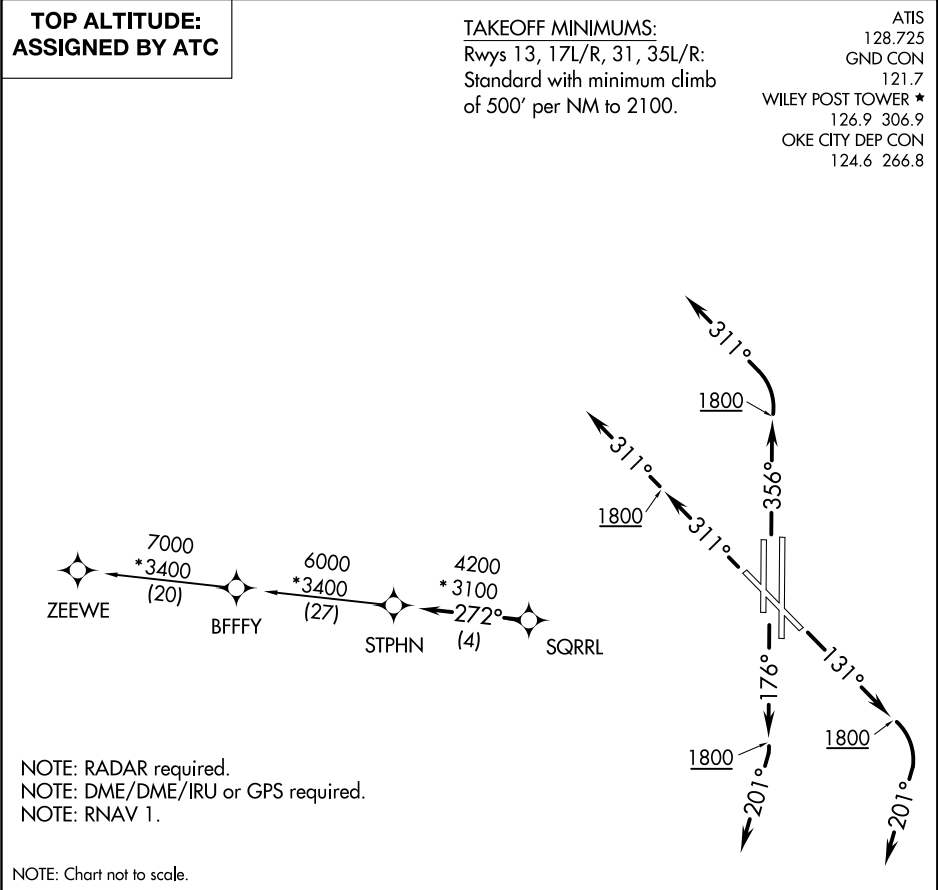 TOP ALTITUDE:
ASSIGNED BY ATC
TAKEOFF MINIMUMS:
Rwys 13, 17L/R, 31, 35L/R:
Standard with minimum climb
of 500' per NM to 2100.
ATIS
128.725
GND CON
121.7
WILEY POST TOWER ★
126.9 306.9
OKE CITY DEP CON
124.6 266.8
311°
1800
356°
311°
1800
311°
7000
*3400
(20)
ZEEWE
BFFFY
6000
*3400
(27)
STPHN
4200
*3100
272°
(4)
SQRRL
176°
1800
201°
131°
1800
201°
NOTE: RADAR required.
NOTE: DME/DME/IRU or GPS required.
NOTE: RNAV 1.
NOTE: Chart not to scale.